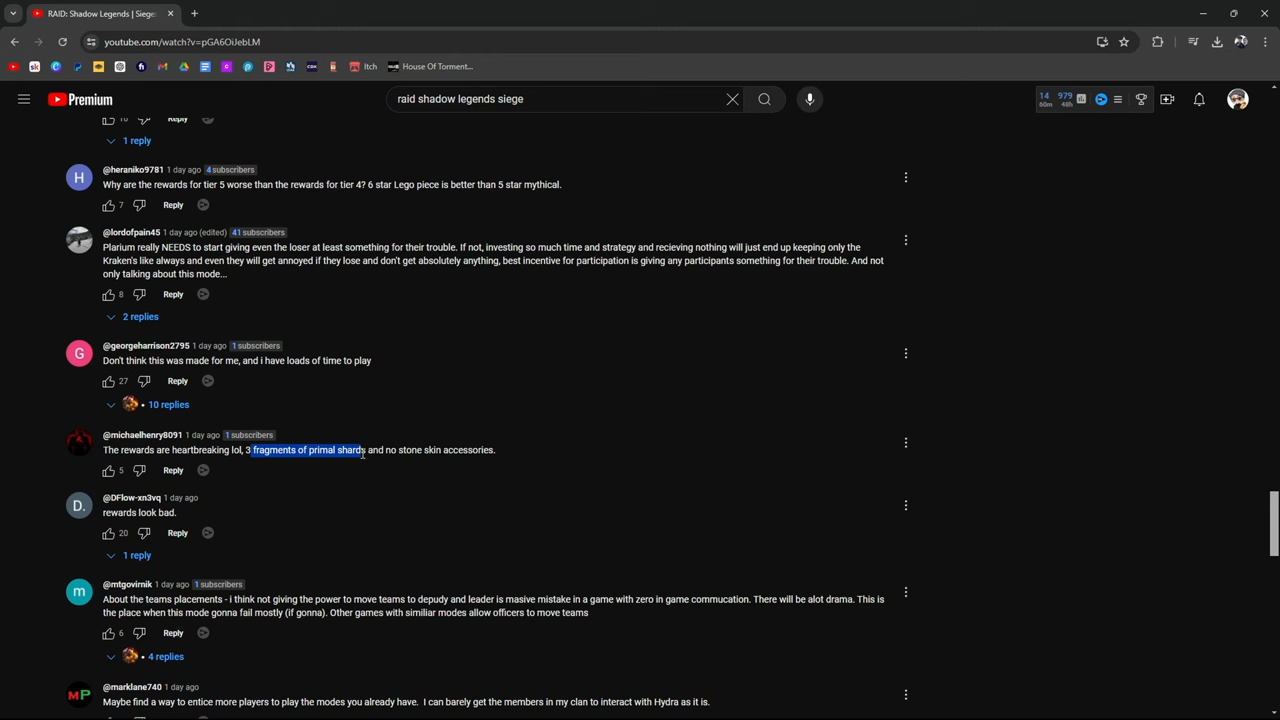 RAID: Shadow Legends | Siege
youtube.com/watch?v=pGA6OiJebLM
Itch
House Of Torment...
Premium
raid shadow legends siege
14 60m 979 48h
Reply
1 reply
@heraniko9781 1 day ago 4 subscribers
Why are the rewards for tier 5 worse than the rewards for tier 4? 6 star Lego piece is better than 5 star mythical.
7 Reply
@lordofpain45 1 day ago (edited) 41 subscribers
Plarium really NEEDS to start giving even the loser at least something for their trouble. If not, investing so much time and strategy and recieving nothing will just end up keeping only the
Kraken's like always and even they will get annoyed if they lose and don't get absolutely anything, best incentive for participation is giving any participants something for their trouble. And not
only talking about this mode...
8 Reply
2 replies
G
@georgeharrison2795 1 day ago 1 subscribers
Don't think this was made for me, and i have loads of time to play
27 Reply
10 replies
@michaelhenry8091 1 day ago 1 subscribers
The rewards are heartbreaking lol, 3 fragments of primal shards and no stone skin accessories.
5 Reply
D.
@DFlow-xn3vq 1 day ago
rewards look bad.
20 Reply
1 reply
m
@mtgovirnik 1 day ago 1 subscribers
About the teams placements - i think not giving the power to move teams to depudy and leader is masive mistake in a game with zero in game commucation. There will be alot drama. This is
the place when this mode gonna fail mostly (if gonna). Other games with similiar modes allow officers to move teams
6 Reply
4 replies
MP
@marklane740 1 day ago
Maybe find a way to entice more players to play the modes you already have. I can barely get the members in my clan to interact with Hydra as it is.